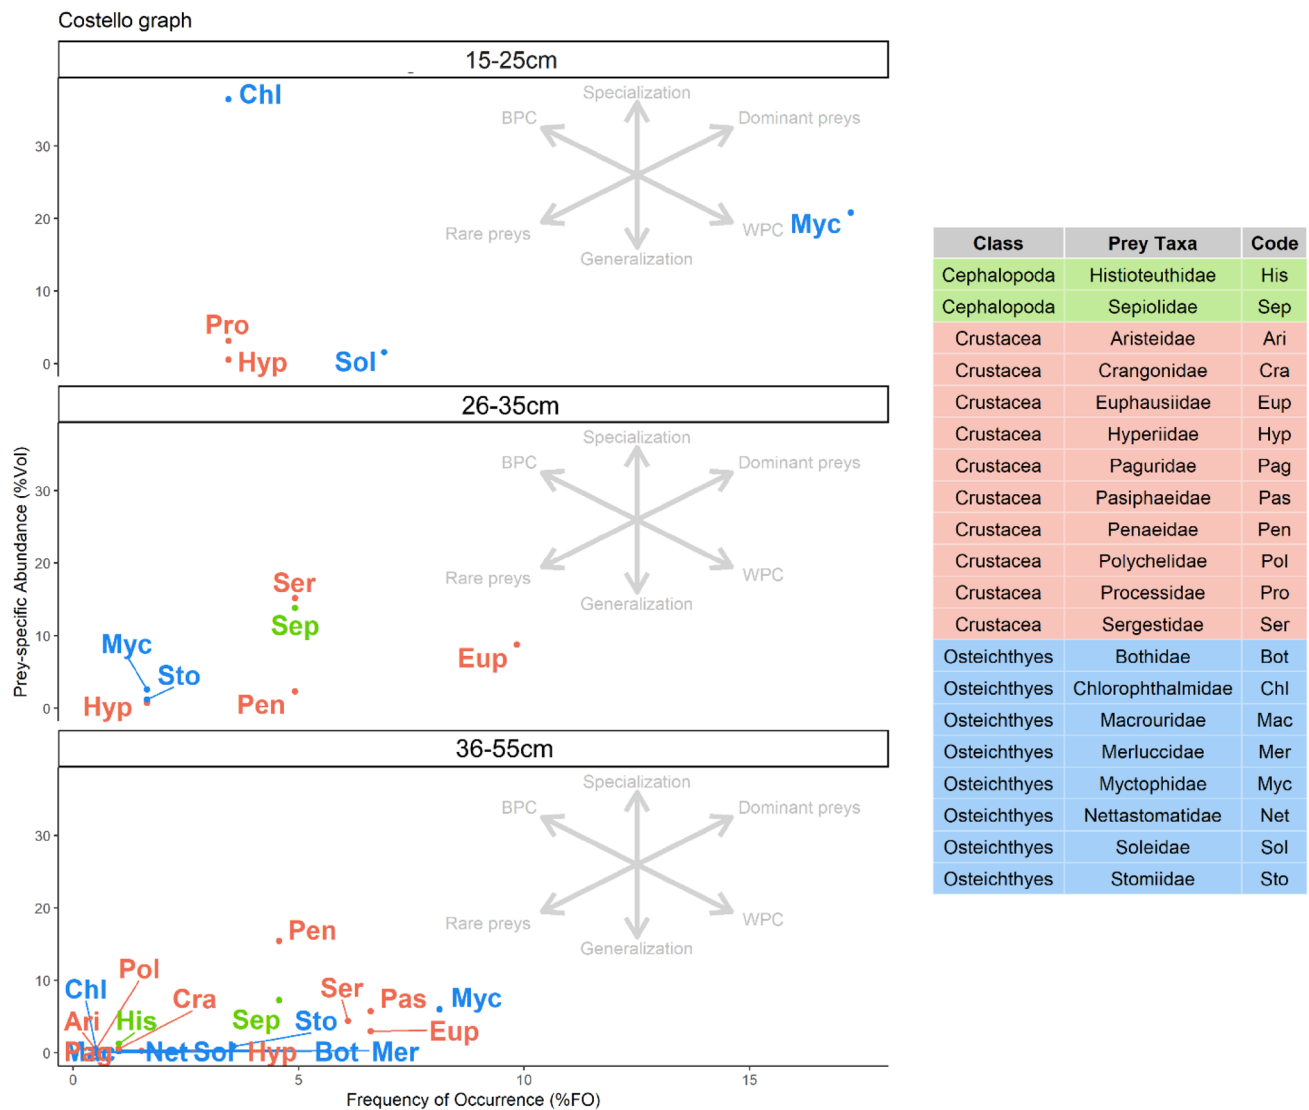 Costello graph
15-25cm
Chl
Specialization
BPC
Dominant preys
30
20
Myc
Rare preys
WPC
Generalization
10
Pro
Hyp
Sol
0
26-35cm
Specialization
BPC
Dominant preys
30
20
Rare preys
WPC
Generalization
Ser
Sep
10
Myc
Sto
Eup
Hyp
Pen
0
36-55cm
Specialization
BPC
Dominant preys
30
20
Rare preys
WPC
Generalization
Pen
10
Pol
Chl
Cra
Ser
Pas
Myc
Ari
His
Sep
Sto
Eup
Pag
Mac
Net
Sol
Hyp
Bot
Mer
0
0
5
10
15
Frequency of Occurrence (%FO)
Prey-specific Abundance (%Vol)
Class Prey Taxa Code
Cephalopoda Histioteuthidae His
Cephalopoda Sepiolidae Sep
Crustacea Aristeidae Ari
Crustacea Crangonidae Cra
Crustacea Euphausiidae Eup
Crustacea Hyperiidae Hyp
Crustacea Paguridae Pag
Crustacea Pasiphaeidae Pas
Crustacea Penaeidae Pen
Crustacea Polychelidae Pol
Crustacea Processidae Pro
Crustacea Sergestidae Ser
Osteichthyes Bothidae Bot
Osteichthyes Chlorophthalmidae Chl
Osteichthyes Macrouridae Mac
Osteichthyes Merluccidae Mer
Osteichthyes Myctophidae Myc
Osteichthyes Nettastomatidae Net
Osteichthyes Soleidae Sol
Osteichthyes Stomiidae Sto